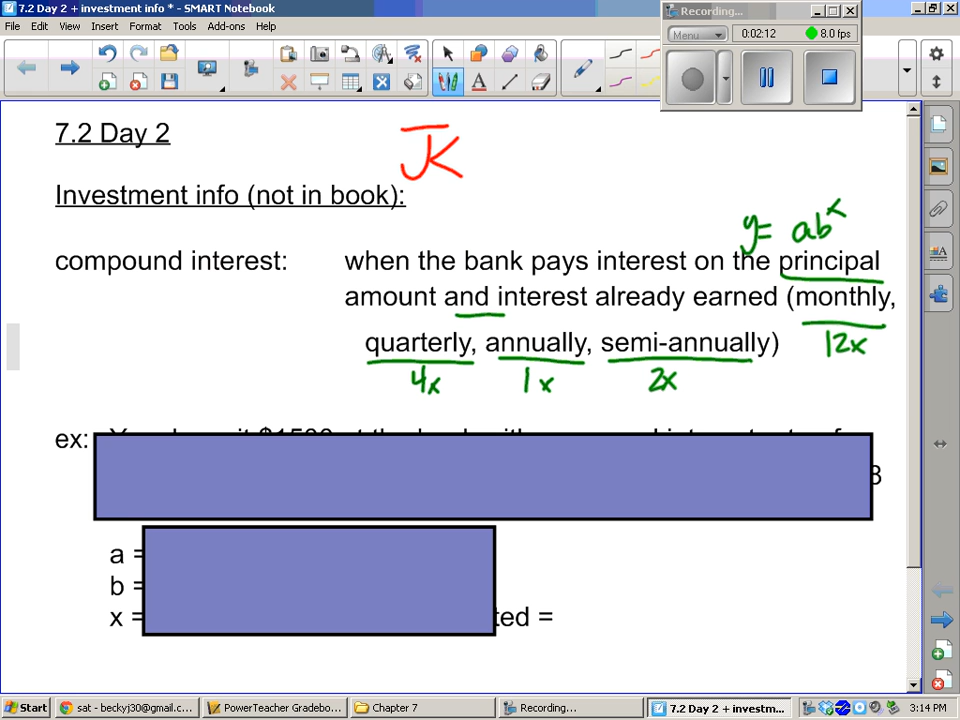 7.2 Day 2 + investment info * - SMART Notebook
File Edit View Insert Format Tools Add-ons Help
Recording...
Menu 0:02:12 8.0 fps
7.2 Day 2
JK
Investment info (not in book):
y= ab^x
compound interest: when the bank pays interest on the principal
amount and interest already earned (monthly,
quarterly, annually, semi-annually) 12x
4x 1x 2x
ex:
8
a =
b =
x = ted =
Start sat - beckyj30@gmail.c... PowerTeacher Gradebo... Chapter 7 Recording... 7.2 Day 2 + investm... 3:14 PM